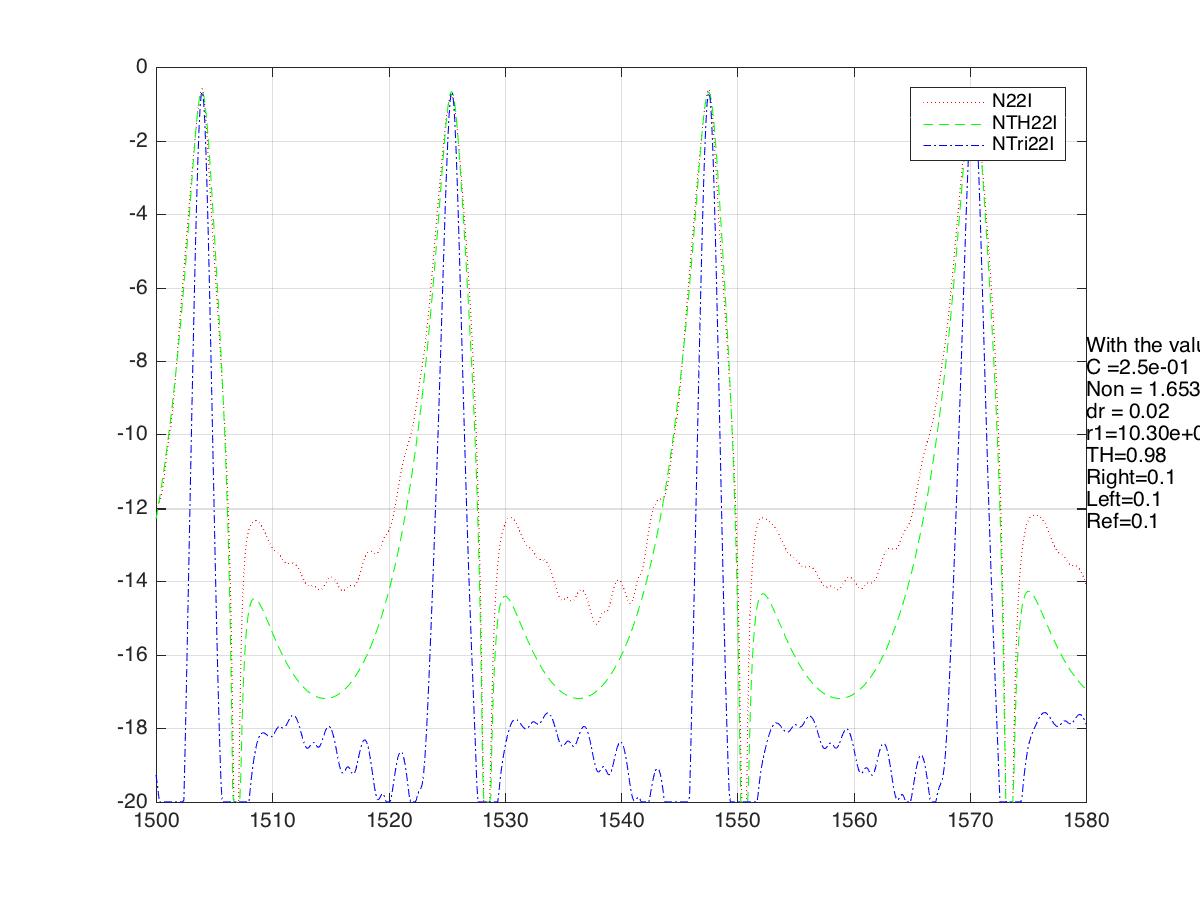 0
-2
-4
-6
-8
-10
-12
-14
-16
-18
-20
1500 1510 1520 1530 1540 1550 1560 1570 1580
N22I
NTH22I
NTri22I
With the
C =2.5e-01
Non = 1.653
dr = 0.02
r1=10.30e+0
TH=0.98
Right=0.1
Left=0.1
Ref=0.1